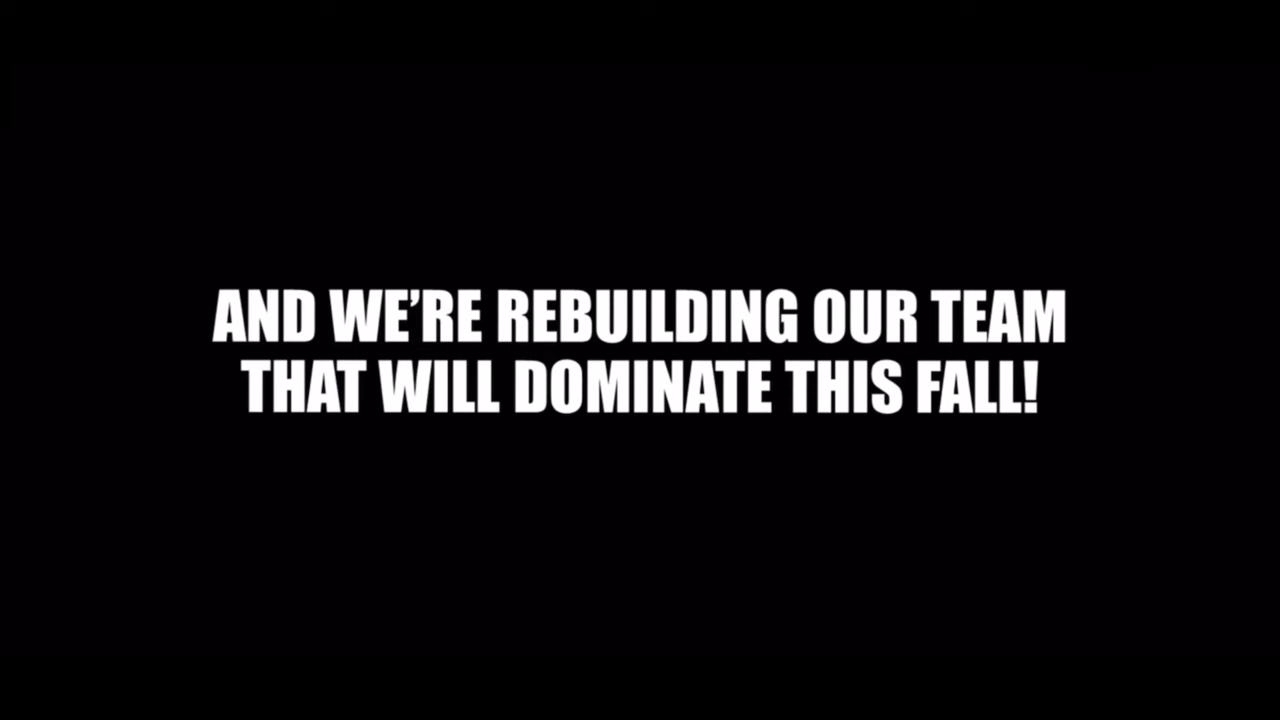 AND WE’RE REBUILDING OUR TEAM
THAT WILL DOMINATE THIS FALL!